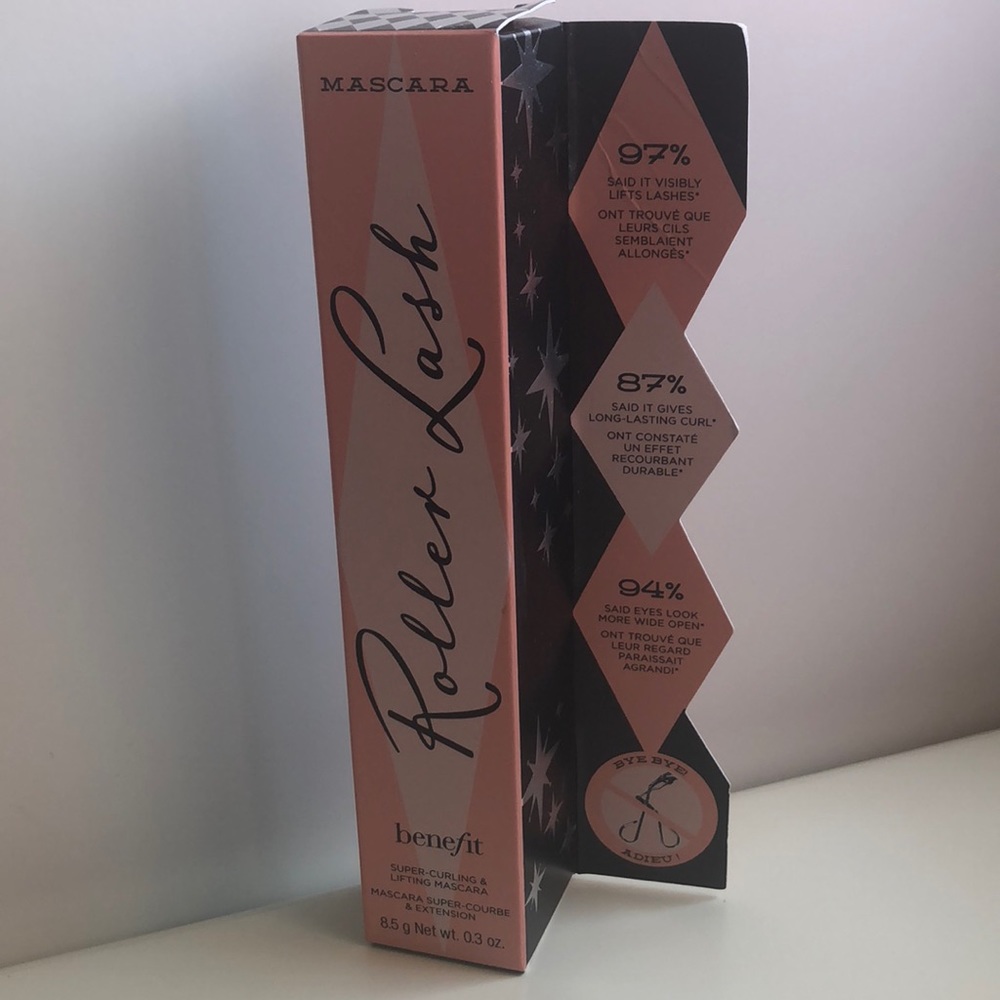 MASCARA
Roller Lash
benefit
SUPER-CURLING &
LIFTING MASCARA
MASCARA SUPER-COURBE
& EXTENSION
8.5 g Net wt. 0.3 oz.
97%
SAID IT VISIBLY
LIFTS LASHES*
ONT TROUVÉ QUE
LEURS CILS
SEMBLAIENT
ALLONGÉS*
87%
SAID IT GIVES
LONG-LASTING CURL*
ONT CONSTATÉ
UN EFFET
RECOURBANT
DURABLE*
94%
SAID EYES LOOK
MORE WIDE OPEN*
ONT TROUVÉ QUE
LEUR REGARD
PARAISSAIT
AGRANDI*
BYE BYE!
ADIEU!